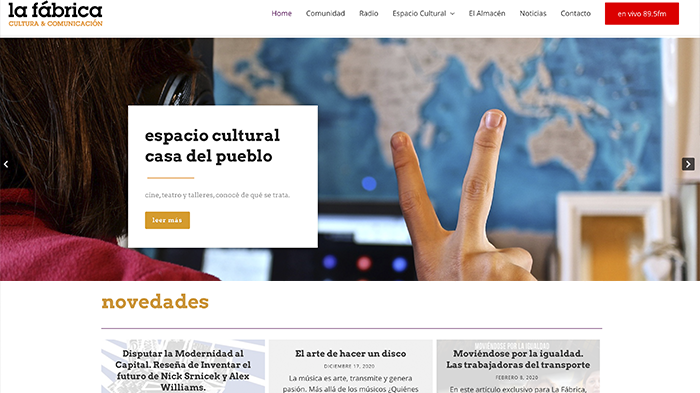 la fábrica
CULTURA & COMUNICACIÓN
Home Comunidad Radio Espacio Cultural El Almacén Noticias Contacto en vivo 89.5fm
espacio cultural
casa del pueblo
cine, teatro y talleres, conocé de qué se trata.
leer más
novedades
Disputar la Modernidad al
Capital. Reseña de Inventar el
futuro de Nick Srnicek y Alex
Williams.
El arte de hacer un disco
DICIEMBRE 17, 2020
La música es arte, transmite y genera
pasión. Más allá de los músicos ¿Quiénes
MOVIÉNDOSE POR LA IGUALDAD
Moviéndose por la igualdad.
Las trabajadoras del transporte
FEBRERO 8, 2020
En este artículo exclusivo para La Fábrica,